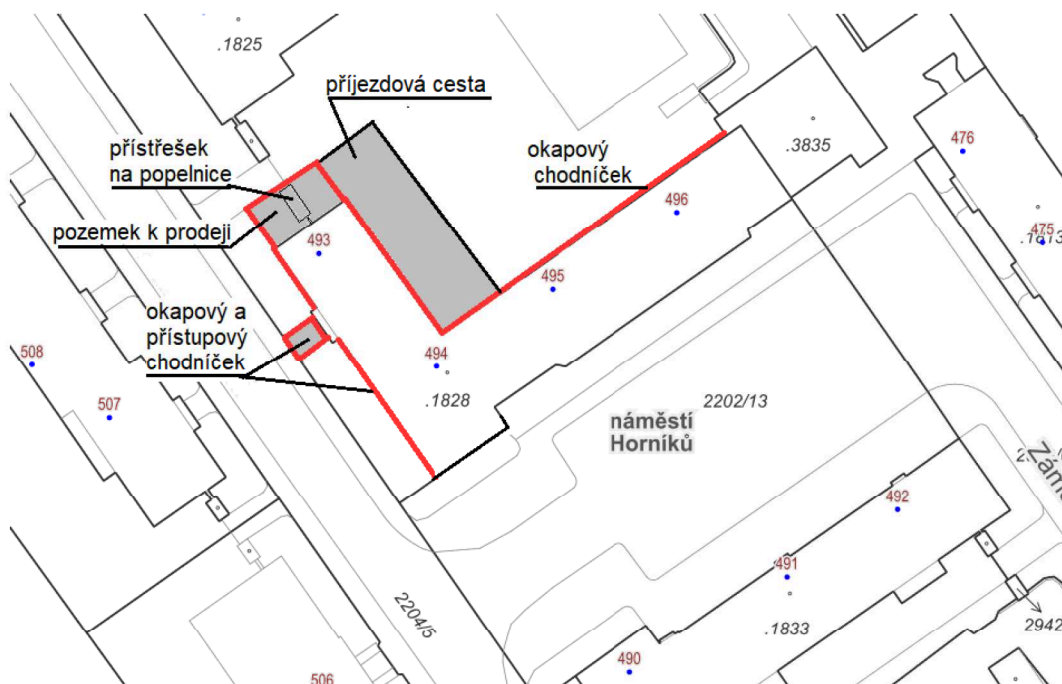 .1825
příjezdová cesta
přístřešek
na popelnice
okapový
chodníček
.3835
476
496
pozemek k prodeji
493
475
495
okapový a
přístupový
chodníček
508
494
507
.1828
2202/13
náměstí
Horníků
492
491
2204/5
.1833
2942
490
506